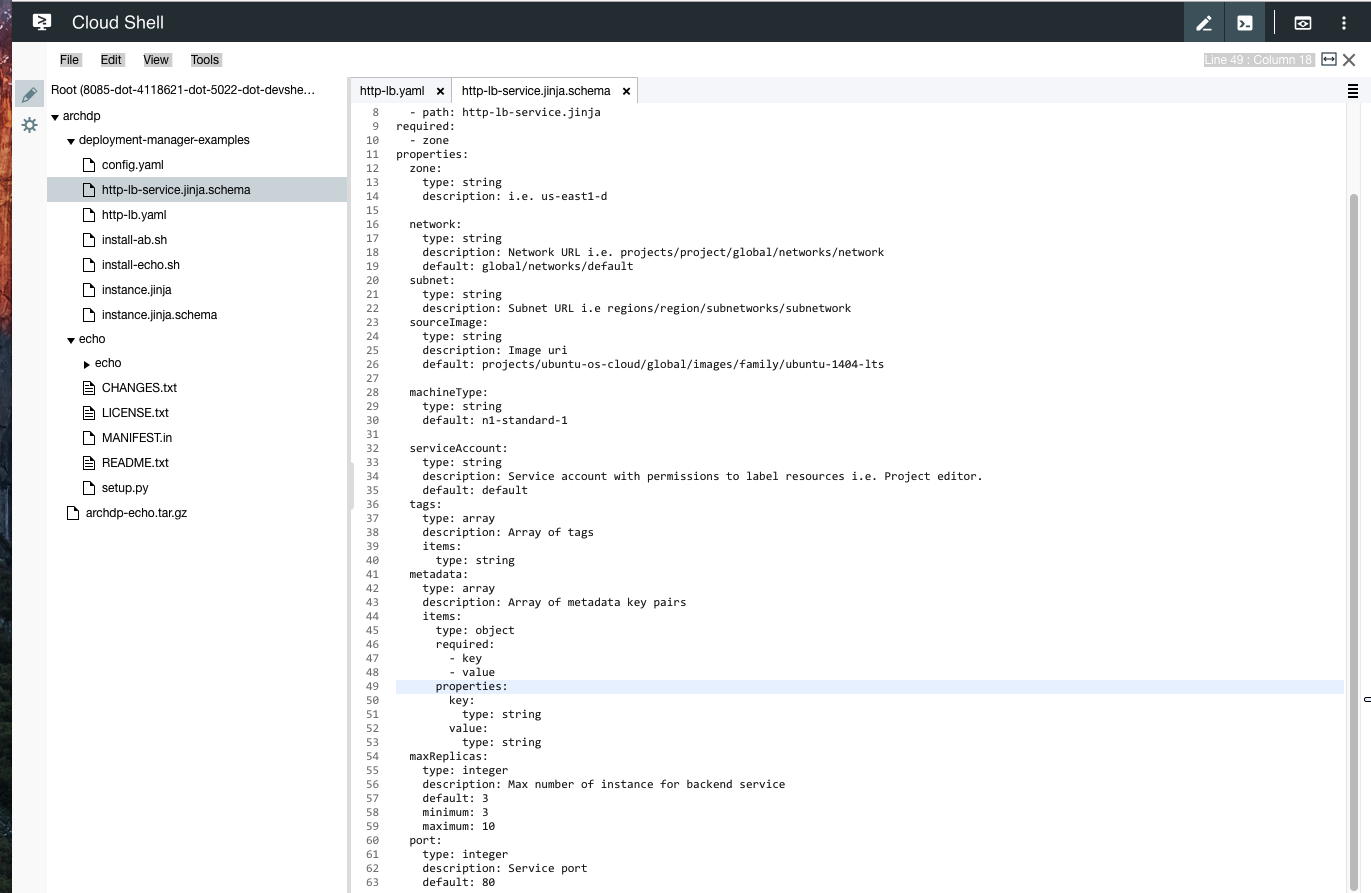 Cloud Shell
File Edit View Tools
Line 49 : Column 18
Root (8085-dot-4118621-dot-5022-dot-devshe...
archdp
deployment-manager-examples
config.yaml
http-lb-service.jinja.schema
http-lb.yaml
install-ab.sh
install-echo.sh
instance.jinja
instance.jinja.schema
echo
echo
CHANGES.txt
LICENSE.txt
MANIFEST.in
README.txt
setup.py
archdp-echo.tar.gz
http-lb.yaml × http-lb-service.jinja.schema ×
8 - path: http-lb-service.jinja
9 required:
10 - zone
11 properties:
12 zone:
13 type: string
14 description: i.e. us-east1-d
15
16 network:
17 type: string
18 description: Network URL i.e. projects/project/global/networks/network
19 default: global/networks/default
20 subnet:
21 type: string
22 description: Subnet URL i.e regions/region/subnetworks/subnetwork
23 sourceImage:
24 type: string
25 description: Image uri
26 default: projects/ubuntu-os-cloud/global/images/family/ubuntu-1404-lts
27
28 machineType:
29 type: string
30 default: n1-standard-1
31
32 serviceAccount:
33 type: string
34 description: Service account with permissions to label resources i.e. Project editor.
35 default: default
36 tags:
37 type: array
38 description: Array of tags
39 items:
40 type: string
41 metadata:
42 type: array
43 description: Array of metadata key pairs
44 items:
45 type: object
46 required:
47 - key
48 - value
49 properties:
50 key:
51 type: string
52 value:
53 type: string
54 maxReplicas:
55 type: integer
56 description: Max number of instance for backend service
57 default: 3
58 minimum: 3
59 maximum: 10
60 port:
61 type: integer
62 description: Service port
63 default: 80